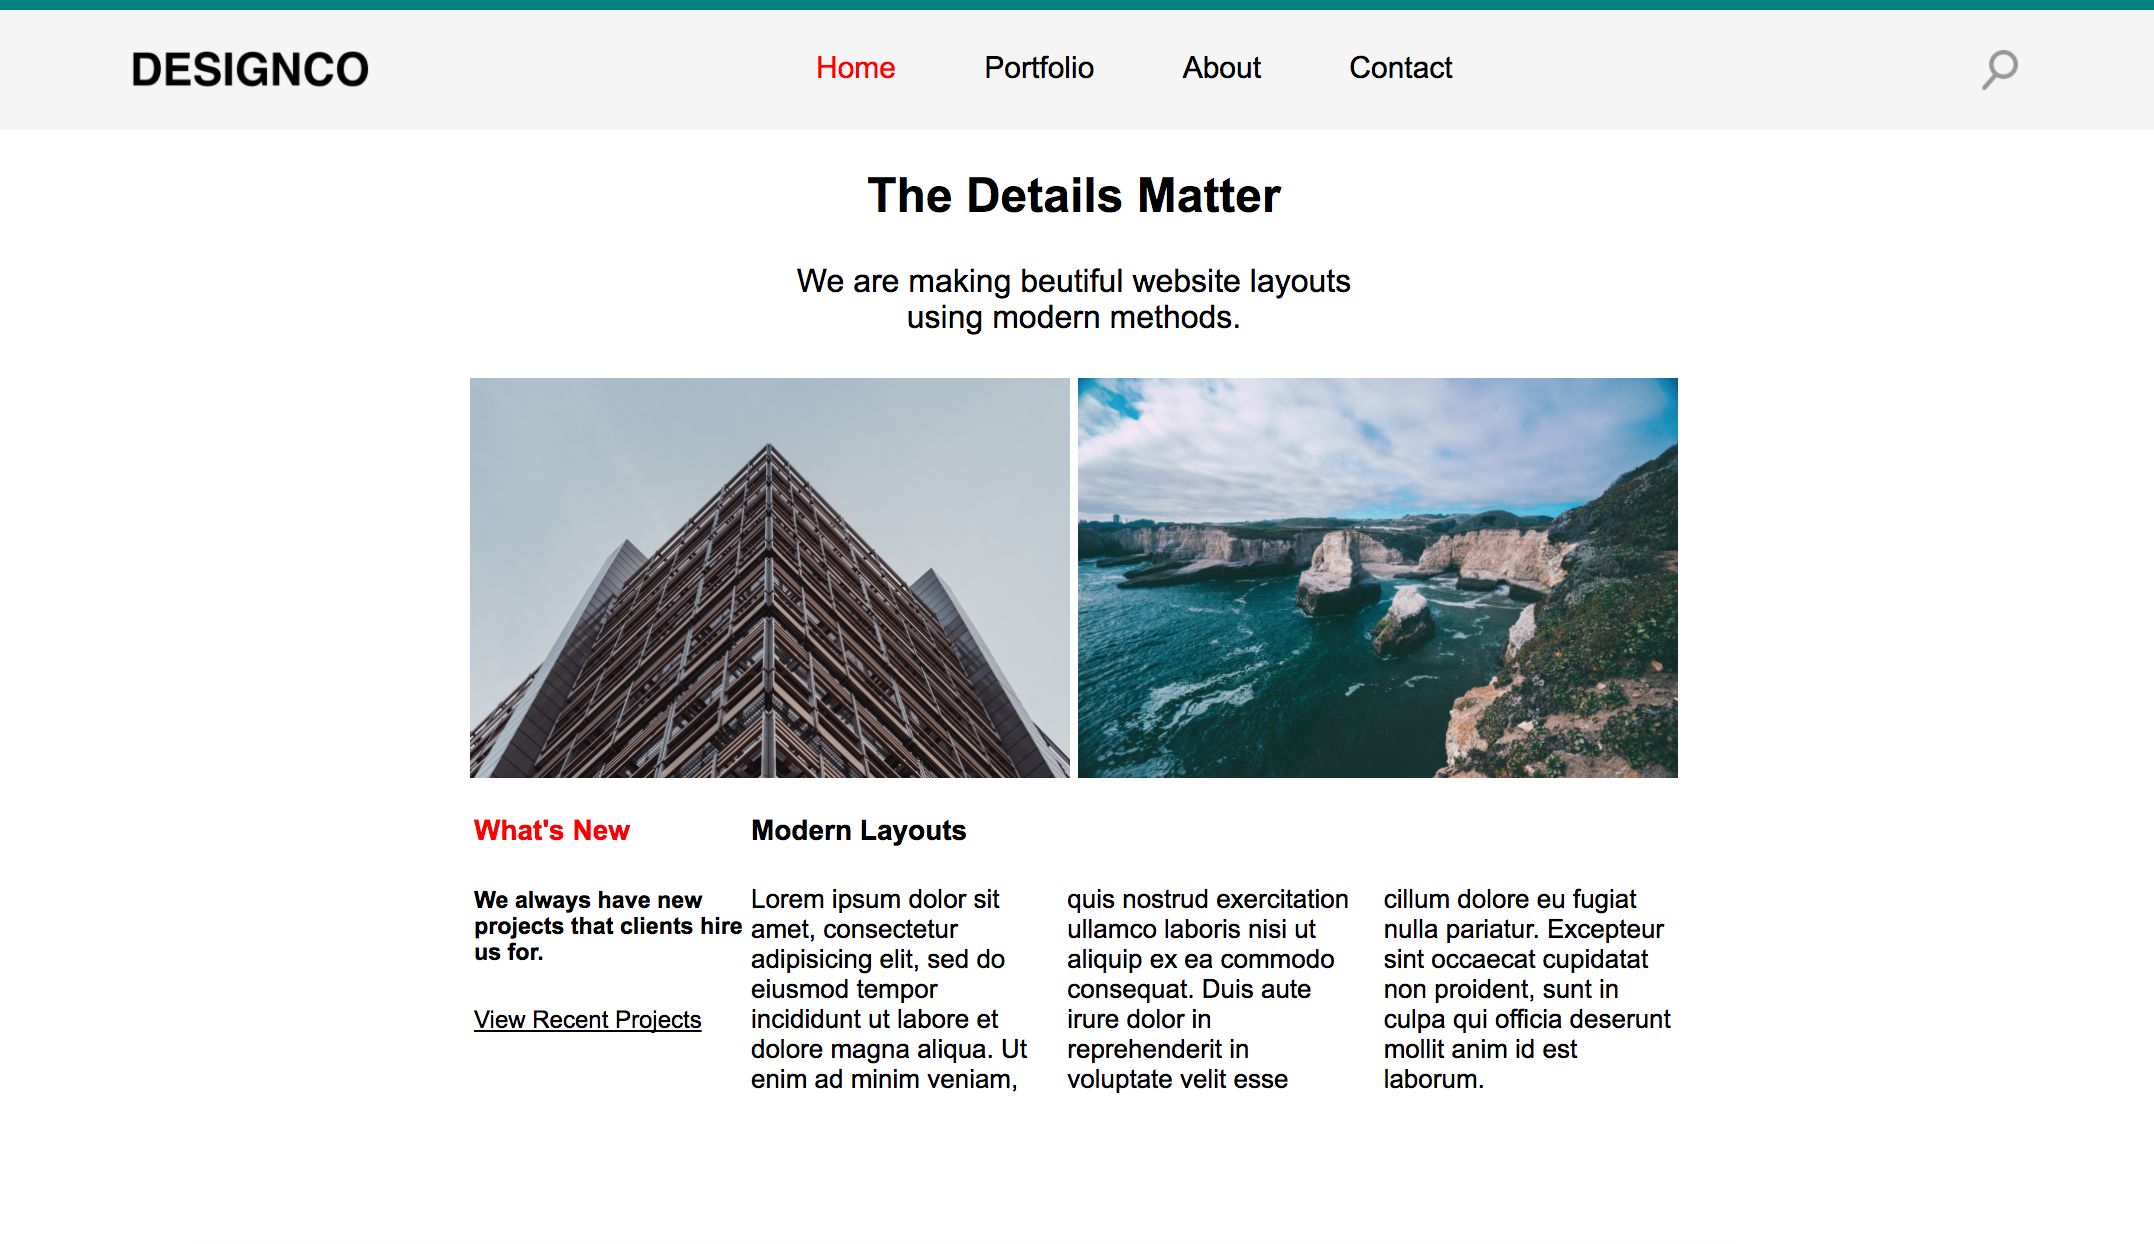 DESIGNCO
Home Portfolio About Contact
The Details Matter
We are making beutiful website layouts
using modern methods.
What's New
We always have new
projects that clients hire
us for.
View Recent Projects
Modern Layouts
Lorem ipsum dolor sit
amet, consectetur
adipisicing elit, sed do
eiusmod tempor
incididunt ut labore et
dolore magna aliqua. Ut
enim ad minim veniam,
quis nostrud exercitation
ullamco laboris nisi ut
aliquip ex ea commodo
consequat. Duis aute
irure dolor in
reprehenderit in
voluptate velit esse
cillum dolore eu fugiat
nulla pariatur. Excepteur
sint occaecat cupidatat
non proident, sunt in
culpa qui officia deserunt
mollit anim id est
laborum.